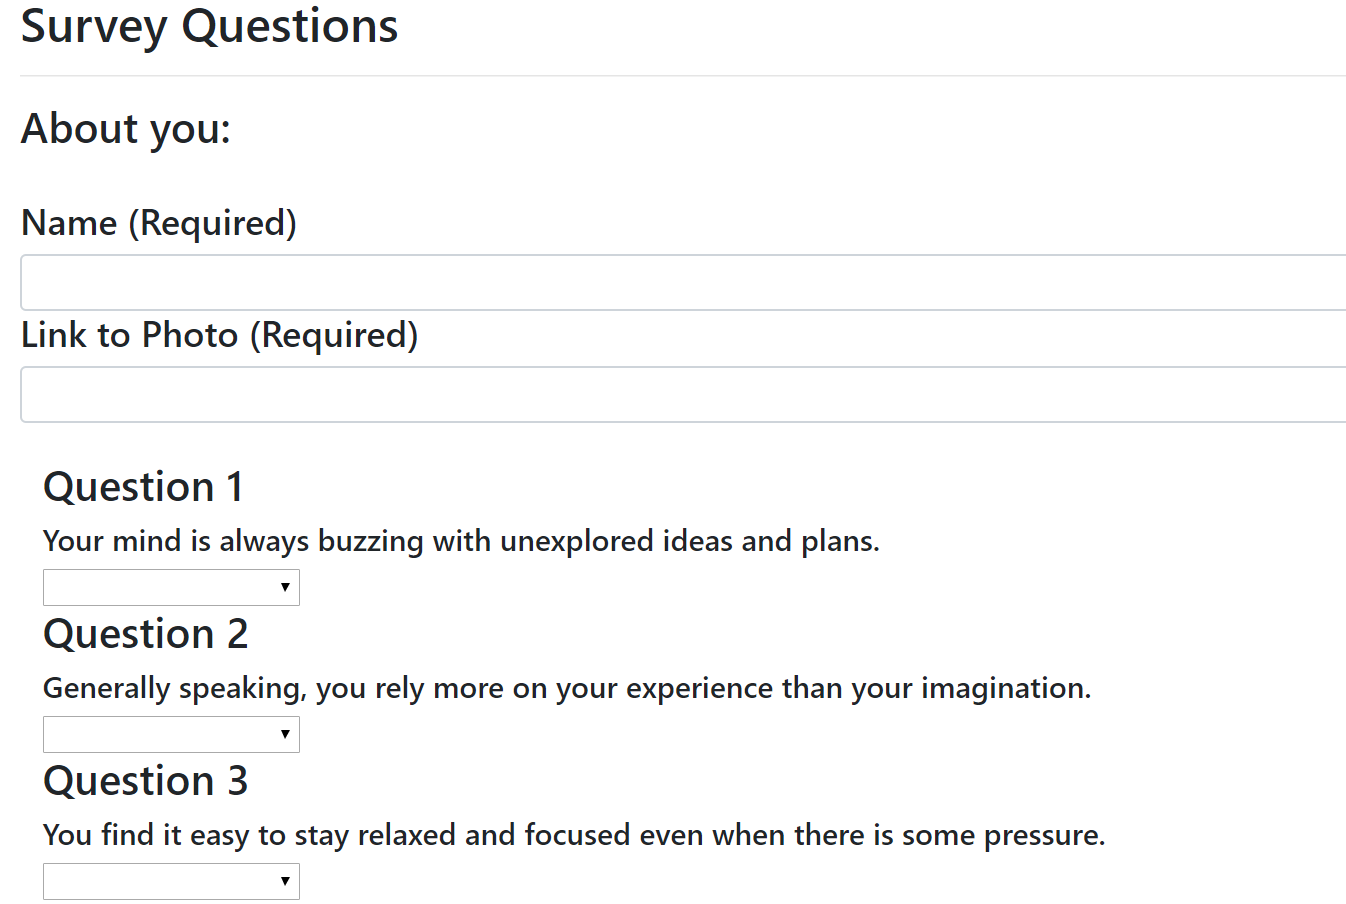 Survey Questions
About you:
Name (Required)
Link to Photo (Required)
Question 1
Your mind is always buzzing with unexplored ideas and plans.
Question 2
Generally speaking, you rely more on your experience than your imagination.
Question 3
You find it easy to stay relaxed and focused even when there is some pressure.